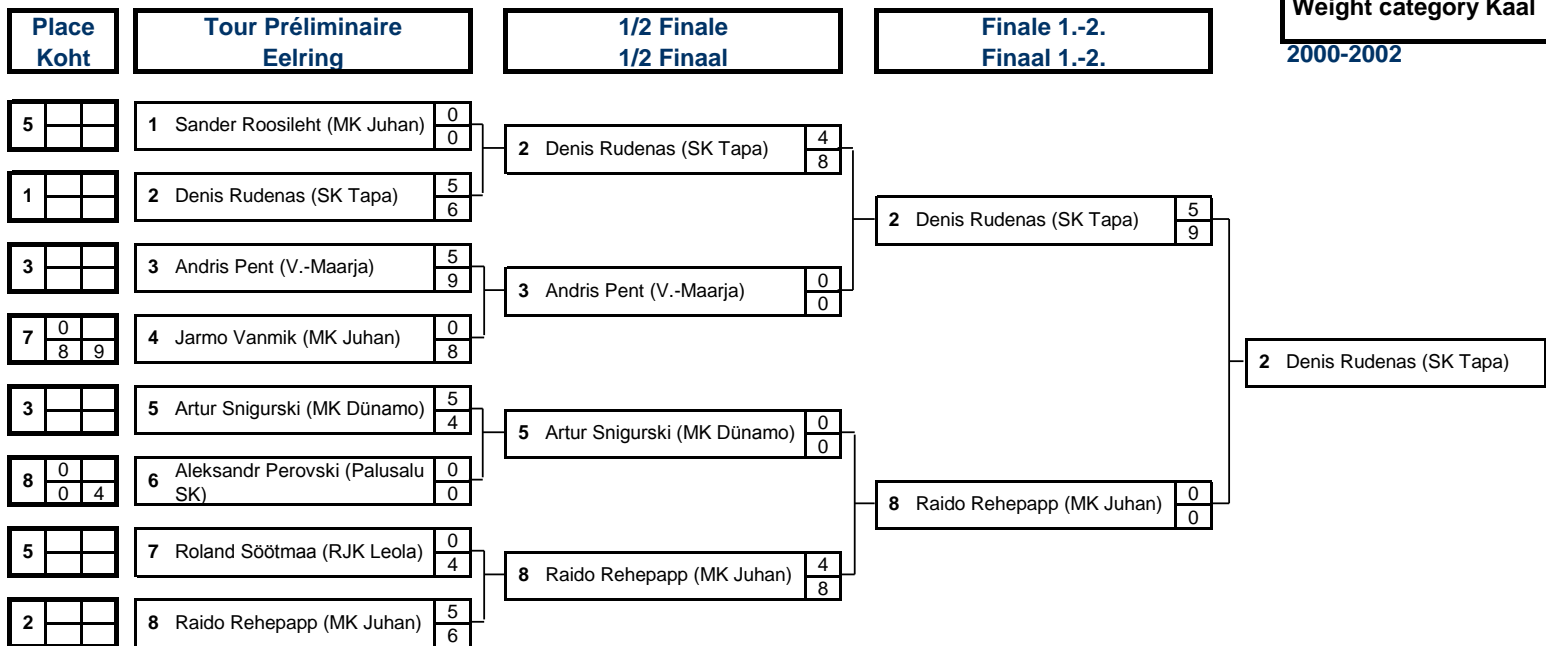 Weight category Kaal
Place
Koht
Tour Préliminaire
Eelring
1/2 Finale
1/2 Finaal
Finale 1.-2.
Finaal 1.-2.
2000-2002
5
1 Sander Roosileht (MK Juhan) 0
0
2 Denis Rudenas (SK Tapa) 4
8
1
2 Denis Rudenas (SK Tapa) 5
6
2 Denis Rudenas (SK Tapa) 5
9
3
3 Andris Pent (V.-Maarja) 5
9
3 Andris Pent (V.-Maarja) 0
0
7 0
8 9
4 Jarmo Vanmik (MK Juhan) 0
8
2 Denis Rudenas (SK Tapa)
3
5 Artur Snigurski (MK Dünamo) 5
4
5 Artur Snigurski (MK Dünamo) 0
0
8 0
0 4
6 Aleksandr Perovski (Palusalu
SK) 0
0
8 Raido Rehepapp (MK Juhan) 0
0
5
7 Roland Söötmaa (RJK Leola) 0
4
8 Raido Rehepapp (MK Juhan) 4
8
2
8 Raido Rehepapp (MK Juhan) 5
6